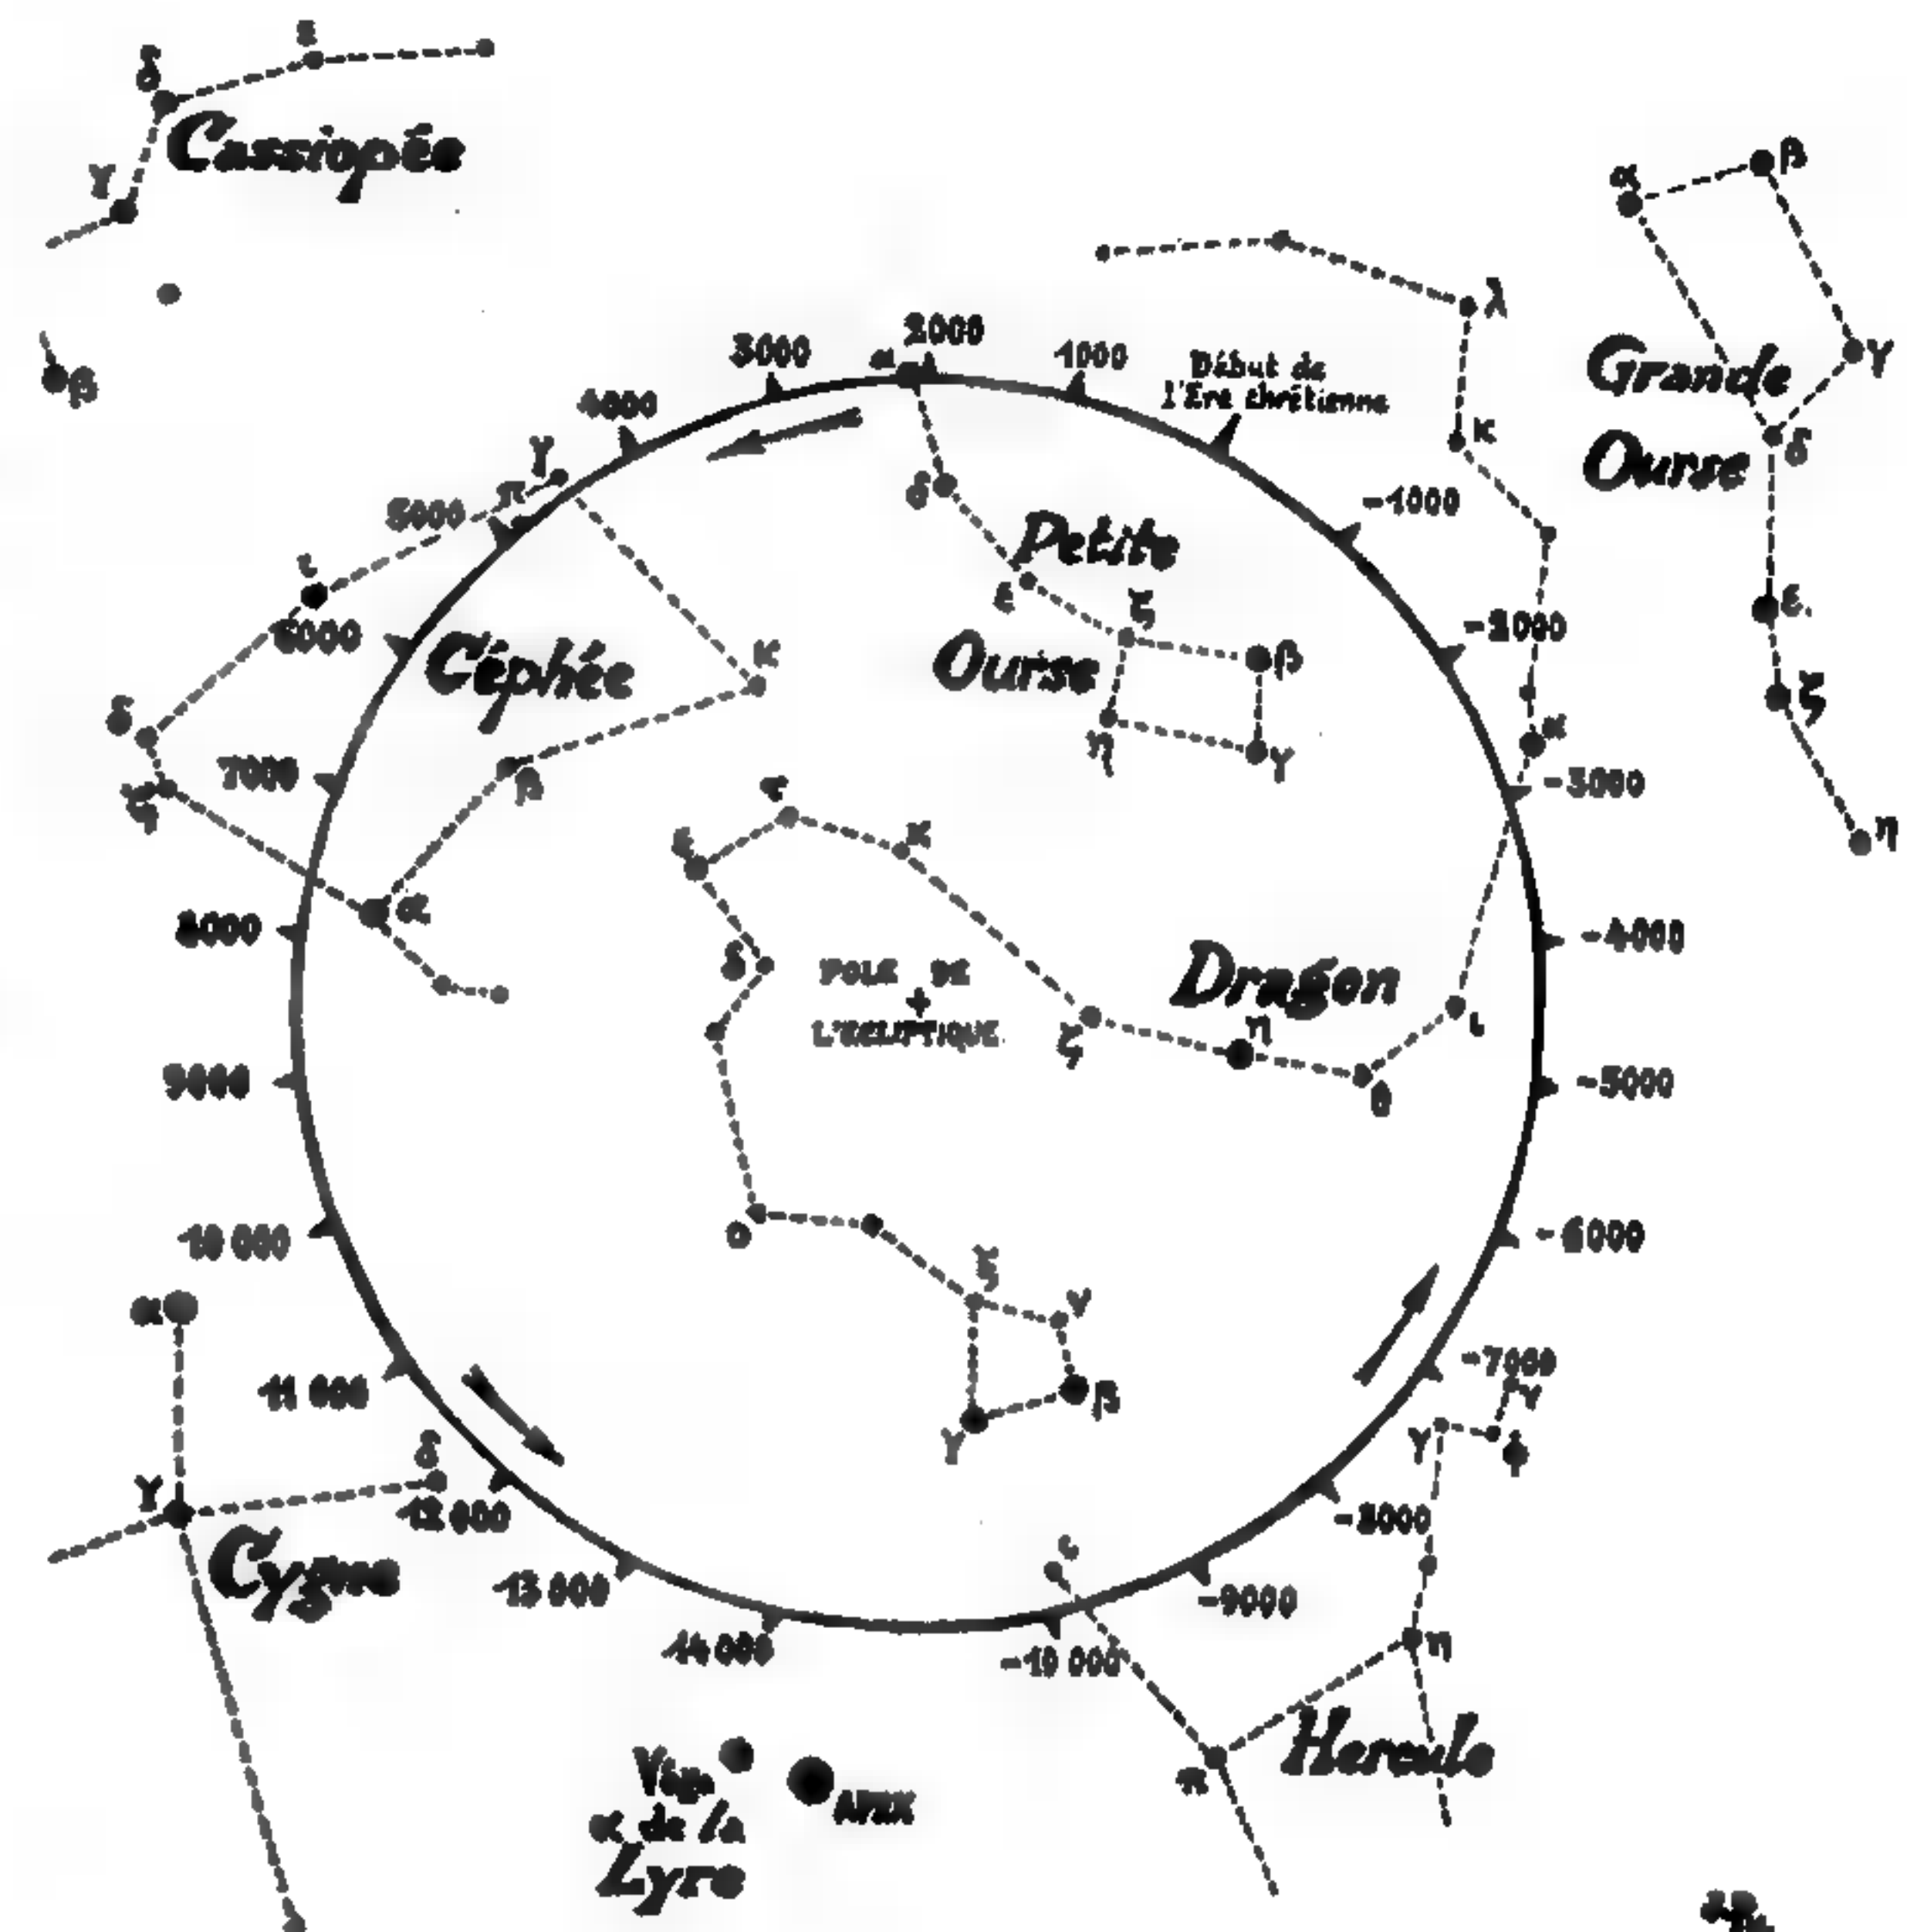 ε
δ
Cassiopée
γ
β
α
β
γ
Grande
δ
Ourse
ε
ζ
η
λ
κ
α
ι
θ
η
ζ
Dragon
2000
α
3000
1000
Début de
l'Ere chrétienne
4000
γ
π
5000
-1000
δ
Petite
ε
ζ
Ourse
β
η
γ
ι
6000
Céphée
κ
-2000
δ
7000
β
-3000
ζ
α
8000
-4000
κ
ε
δ
POLE DE
+
L'ECLIPTIQUE
9000
-5000
10 000
-6000
ο
ξ
ν
β
γ
α
11 000
-7000
δ
γ
12 000
Cygne
-8000
γ
φ
13 000
-9000
ι
14 000
-10 000
η
π
Hercule
Véga
α de la
Lyre
APEX